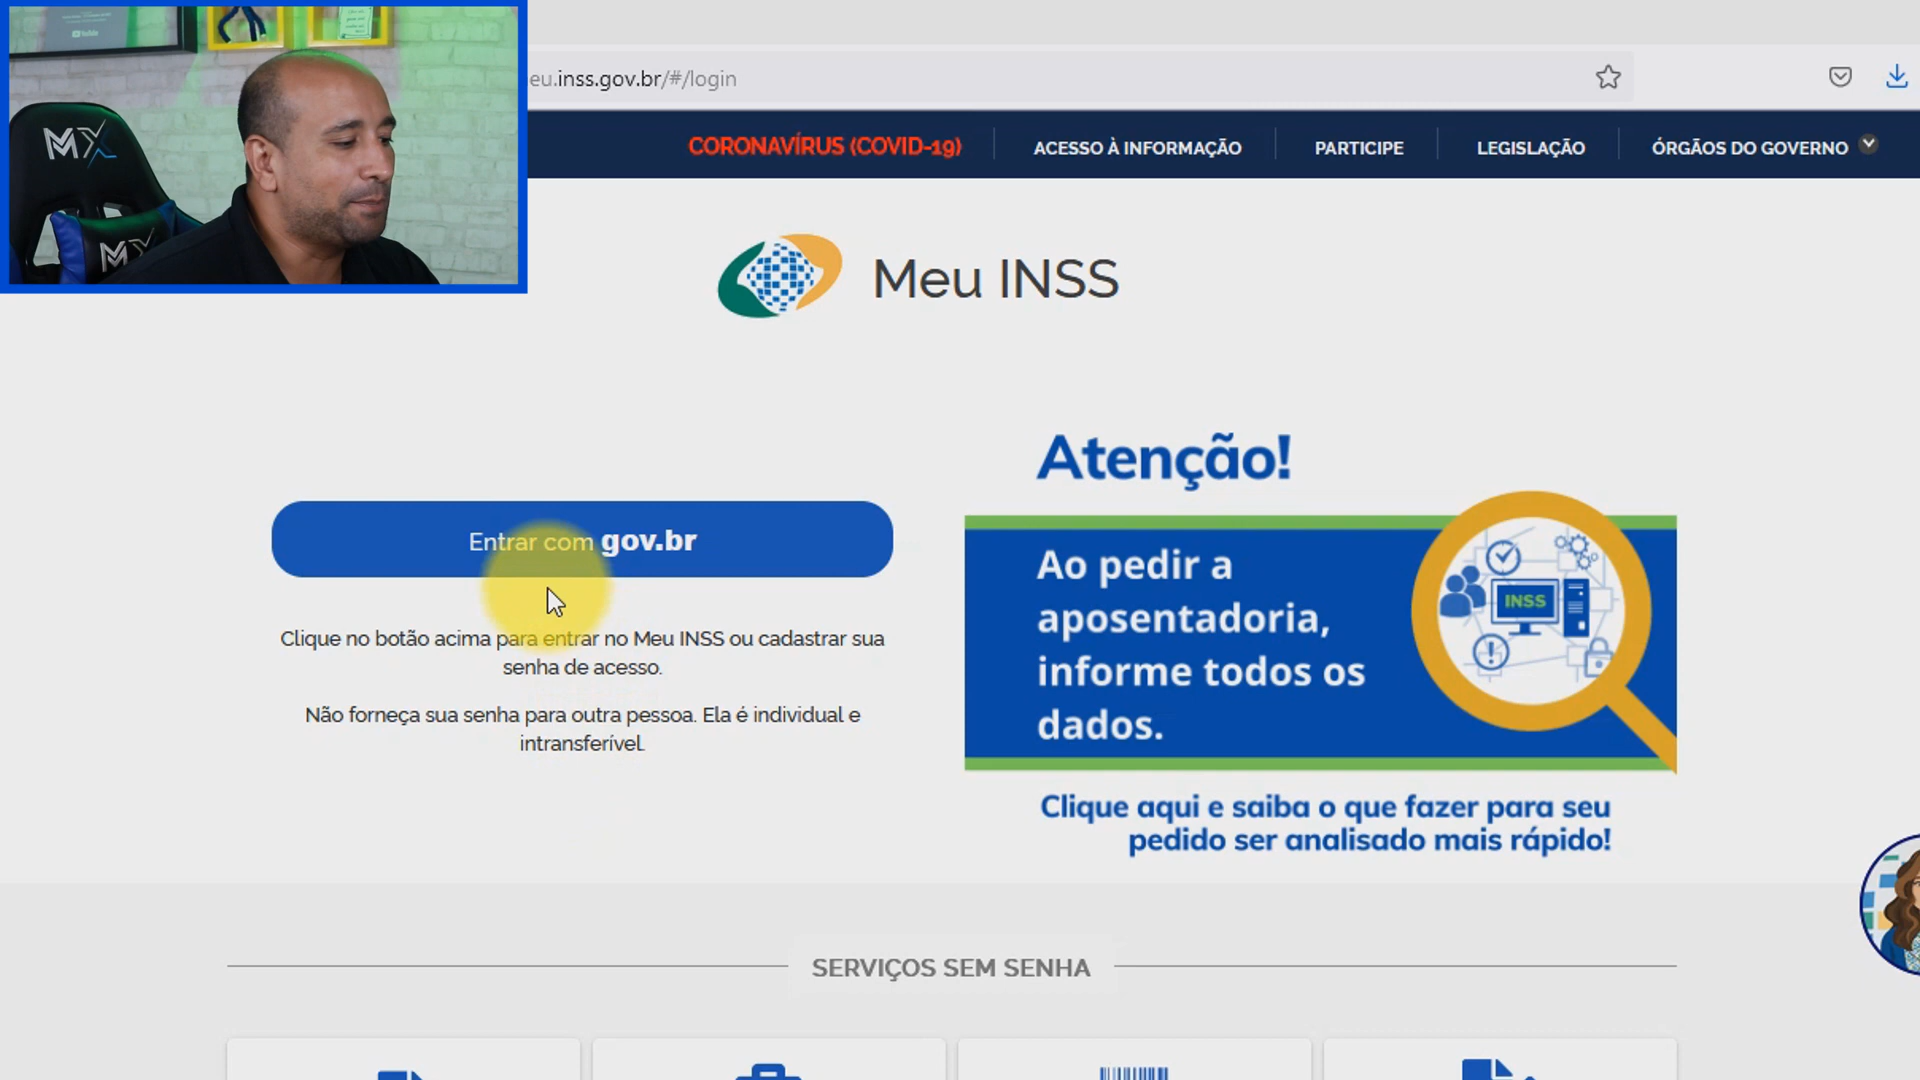 YouTube
MX
MX
eu.inss.gov.br/#/login
CORONAVÍRUS (COVID-19)
ACESSO À INFORMAÇÃO
PARTICIPE
LEGISLAÇÃO
ÓRGÃOS DO GOVERNO
Meu INSS
Entrar com gov.br
Clique no botão acima para entrar no Meu INSS ou cadastrar sua
senha de acesso.
Não forneça sua senha para outra pessoa. Ela é individual e
intransferível.
Atenção!
Ao pedir a
aposentadoria,
informe todos os
dados.
INSS
Clique aqui e saiba o que fazer para seu
pedido ser analisado mais rápido!
SERVIÇOS SEM SENHA